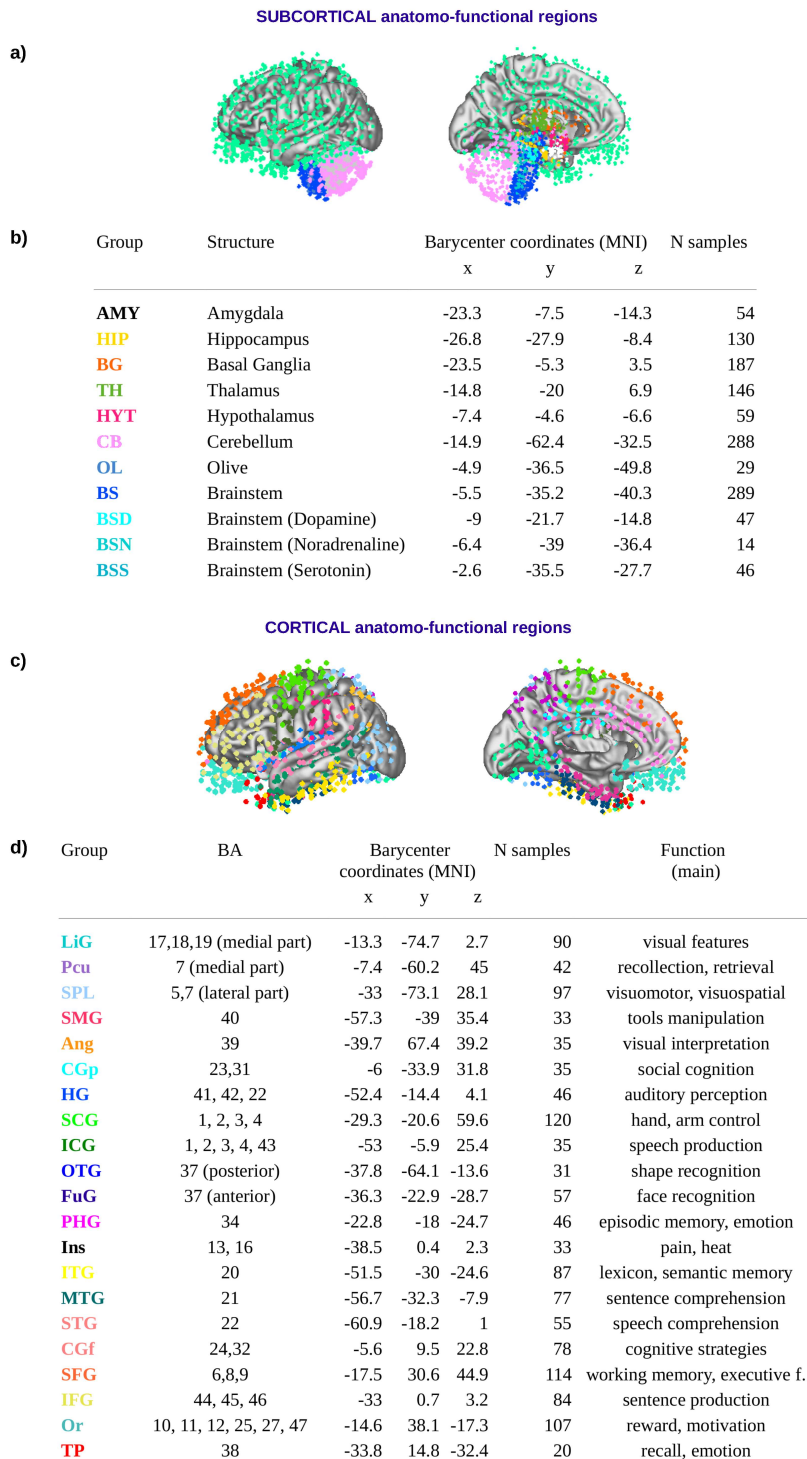 SUBCORTICAL anatomo-functional regions
a)
b)
Group Structure Barycenter coordinates (MNI) N samples
x y z
AMY Amygdala -23.3 -7.5 -14.3 54
HIP Hippocampus -26.8 -27.9 -8.4 130
BG Basal Ganglia -23.5 -5.3 3.5 187
TH Thalamus -14.8 -20 6.9 146
HYT Hypothalamus -7.4 -4.6 -6.6 59
CB Cerebellum -14.9 -62.4 -32.5 288
OL Olive -4.9 -36.5 -49.8 29
BS Brainstem -5.5 -35.2 -40.3 289
BSD Brainstem (Dopamine) -9 -21.7 -14.8 47
BSN Brainstem (Noradrenaline) -6.4 -39 -36.4 14
BSS Brainstem (Serotonin) -2.6 -35.5 -27.7 46
CORTICAL anatomo-functional regions
c)
d)
Group BA Barycenter N samples Function
coordinates (MNI) (main)
x y z
LiG 17,18,19 (medial part) -13.3 -74.7 2.7 90 visual features
Pcu 7 (medial part) -7.4 -60.2 45 42 recollection, retrieval
SPL 5,7 (lateral part) -33 -73.1 28.1 97 visuomotor, visuospatial
SMG 40 -57.3 -39 35.4 33 tools manipulation
Ang 39 -39.7 67.4 39.2 35 visual interpretation
CGp 23,31 -6 -33.9 31.8 35 social cognition
HG 41, 42, 22 -52.4 -14.4 4.1 46 auditory perception
SCG 1, 2, 3, 4 -29.3 -20.6 59.6 120 hand, arm control
ICG 1, 2, 3, 4, 43 -53 -5.9 25.4 35 speech production
OTG 37 (posterior) -37.8 -64.1 -13.6 31 shape recognition
FuG 37 (anterior) -36.3 -22.9 -28.7 57 face recognition
PHG 34 -22.8 -18 -24.7 46 episodic memory, emotion
Ins 13, 16 -38.5 0.4 2.3 33 pain, heat
ITG 20 -51.5 -30 -24.6 87 lexicon, semantic memory
MTG 21 -56.7 -32.3 -7.9 77 sentence comprehension
STG 22 -60.9 -18.2 1 55 speech comprehension
CGf 24,32 -5.6 9.5 22.8 78 cognitive strategies
SFG 6,8,9 -17.5 30.6 44.9 114 working memory, executive f.
IFG 44, 45, 46 -33 0.7 3.2 84 sentence production
Or 10, 11, 12, 25, 27, 47 -14.6 38.1 -17.3 107 reward, motivation
TP 38 -33.8 14.8 -32.4 20 recall, emotion